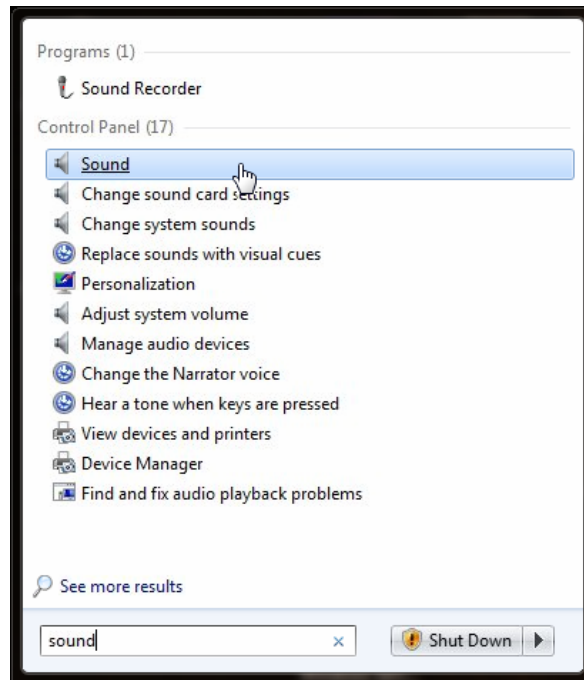 Programs (1)
Sound Recorder
Control Panel (17)
Sound
Change sound card settings
Change system sounds
Replace sounds with visual cues
Personalization
Adjust system volume
Manage audio devices
Change the Narrator voice
Hear a tone when keys are pressed
View devices and printers
Device Manager
Find and fix audio playback problems
See more results
sound
Shut Down